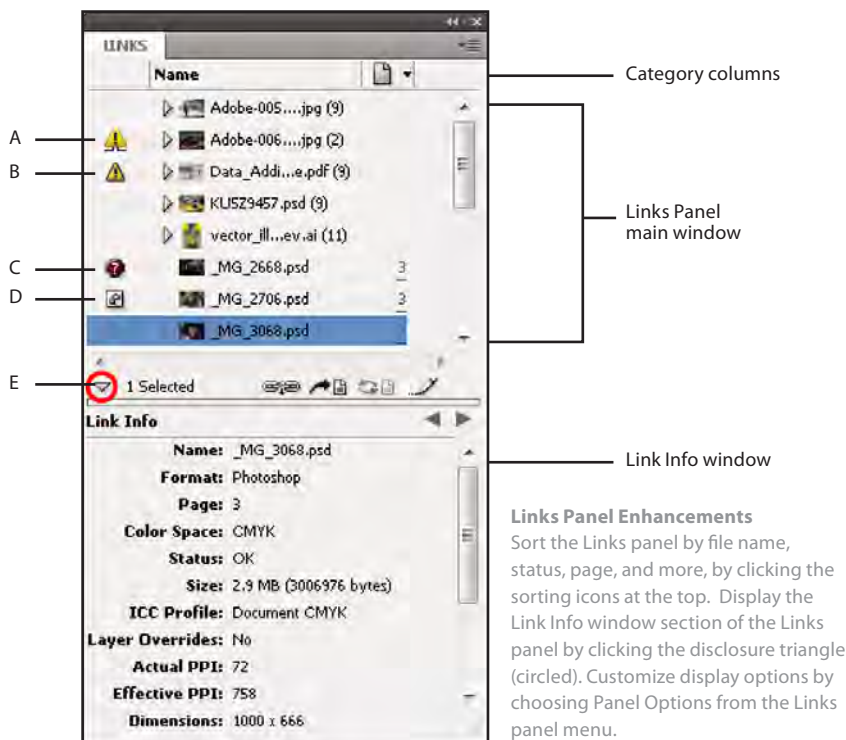 LINKS
Name
Category columns
Adobe-005....jpg (9)
A
Adobe-006....jpg (2)
B
Data_Addi...e.pdf (9)
KU5Z9457.psd (9)
Links Panel
main window
vector_ill...ev.ai (11)
C
_MG_2668.psd 3
D
_MG_2706.psd 3
_MG_3068.psd
E
1 Selected
Link Info
Name: _MG_3068.psd
Link Info window
Format: Photoshop
Page: 3
Color Space: CMYK
Status: OK
Size: 2.9 MB (3006976 bytes)
ICC Profile: Document CMYK
Layer Overrides: No
Actual PPI: 72
Effective PPI: 758
Dimensions: 1000 x 666
Links Panel Enhancements
Sort the Links panel by file name,
status, page, and more, by clicking the
sorting icons at the top. Display the
Link Info window section of the Links
panel by clicking the disclosure triangle
(circled). Customize display options by
choosing Panel Options from the Links
panel menu.